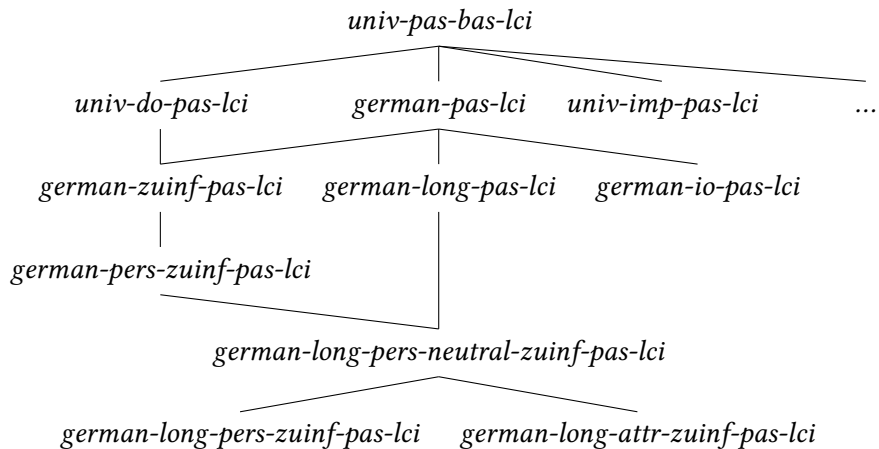 univ-pas-bas-lci
univ-do-pas-lci german-pas-lci univ-imp-pas-lci ...
german-zuinf-pas-lci german-long-pas-lci german-io-pas-lci
german-pers-zuinf-pas-lci
german-long-pers-neutral-zuinf-pas-lci
german-long-pers-zuinf-pas-lci german-long-attr-zuinf-pas-lci